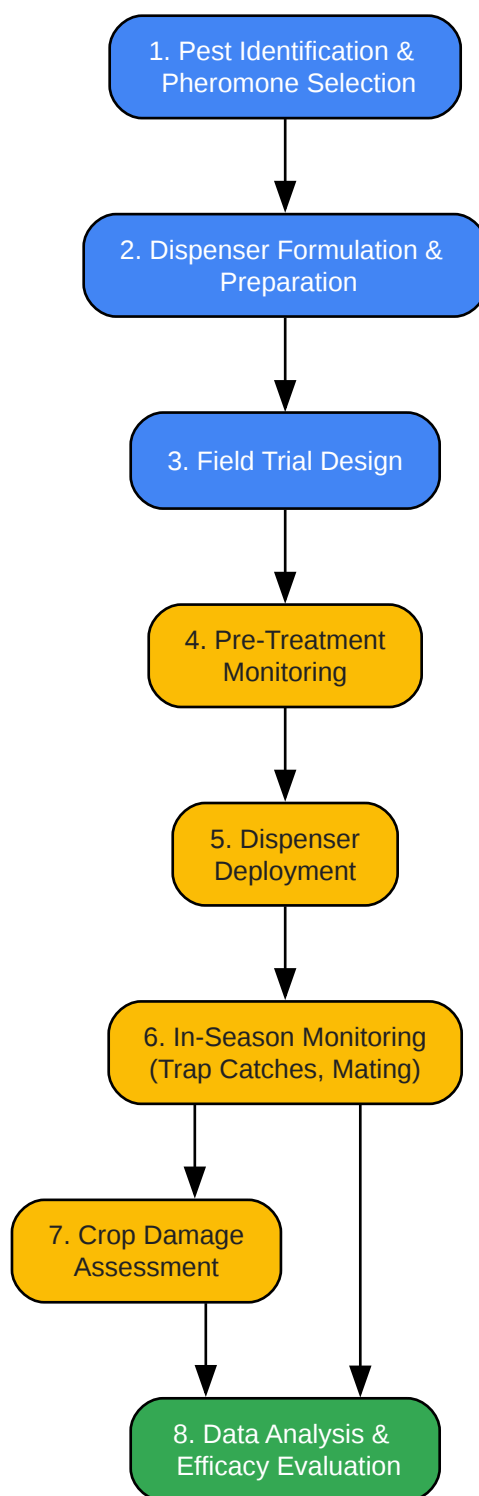 1. Pest Identification &
Pheromone Selection
2. Dispenser Formulation &
Preparation
3. Field Trial Design
4. Pre-Treatment
Monitoring
5. Dispenser
Deployment
6. In-Season Monitoring
(Trap Catches, Mating)
7. Crop Damage
Assessment
8. Data Analysis &
Efficacy Evaluation